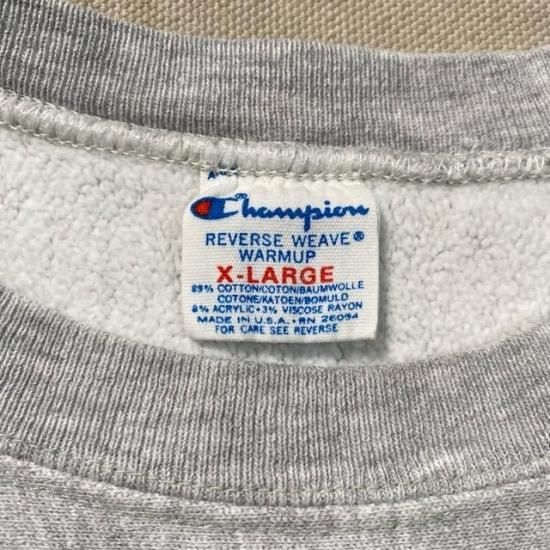 Champion®
REVERSE WEAVE®
WARMUP
X-LARGE
89% COTTON/COTON/BAUMWOLLE
COTONE/KATOEN/BOMULD
8% ACRYLIC•3% VISCOSE RAYON
MADE IN U.S.A.•RN 26094
FOR CARE SEE REVERSE